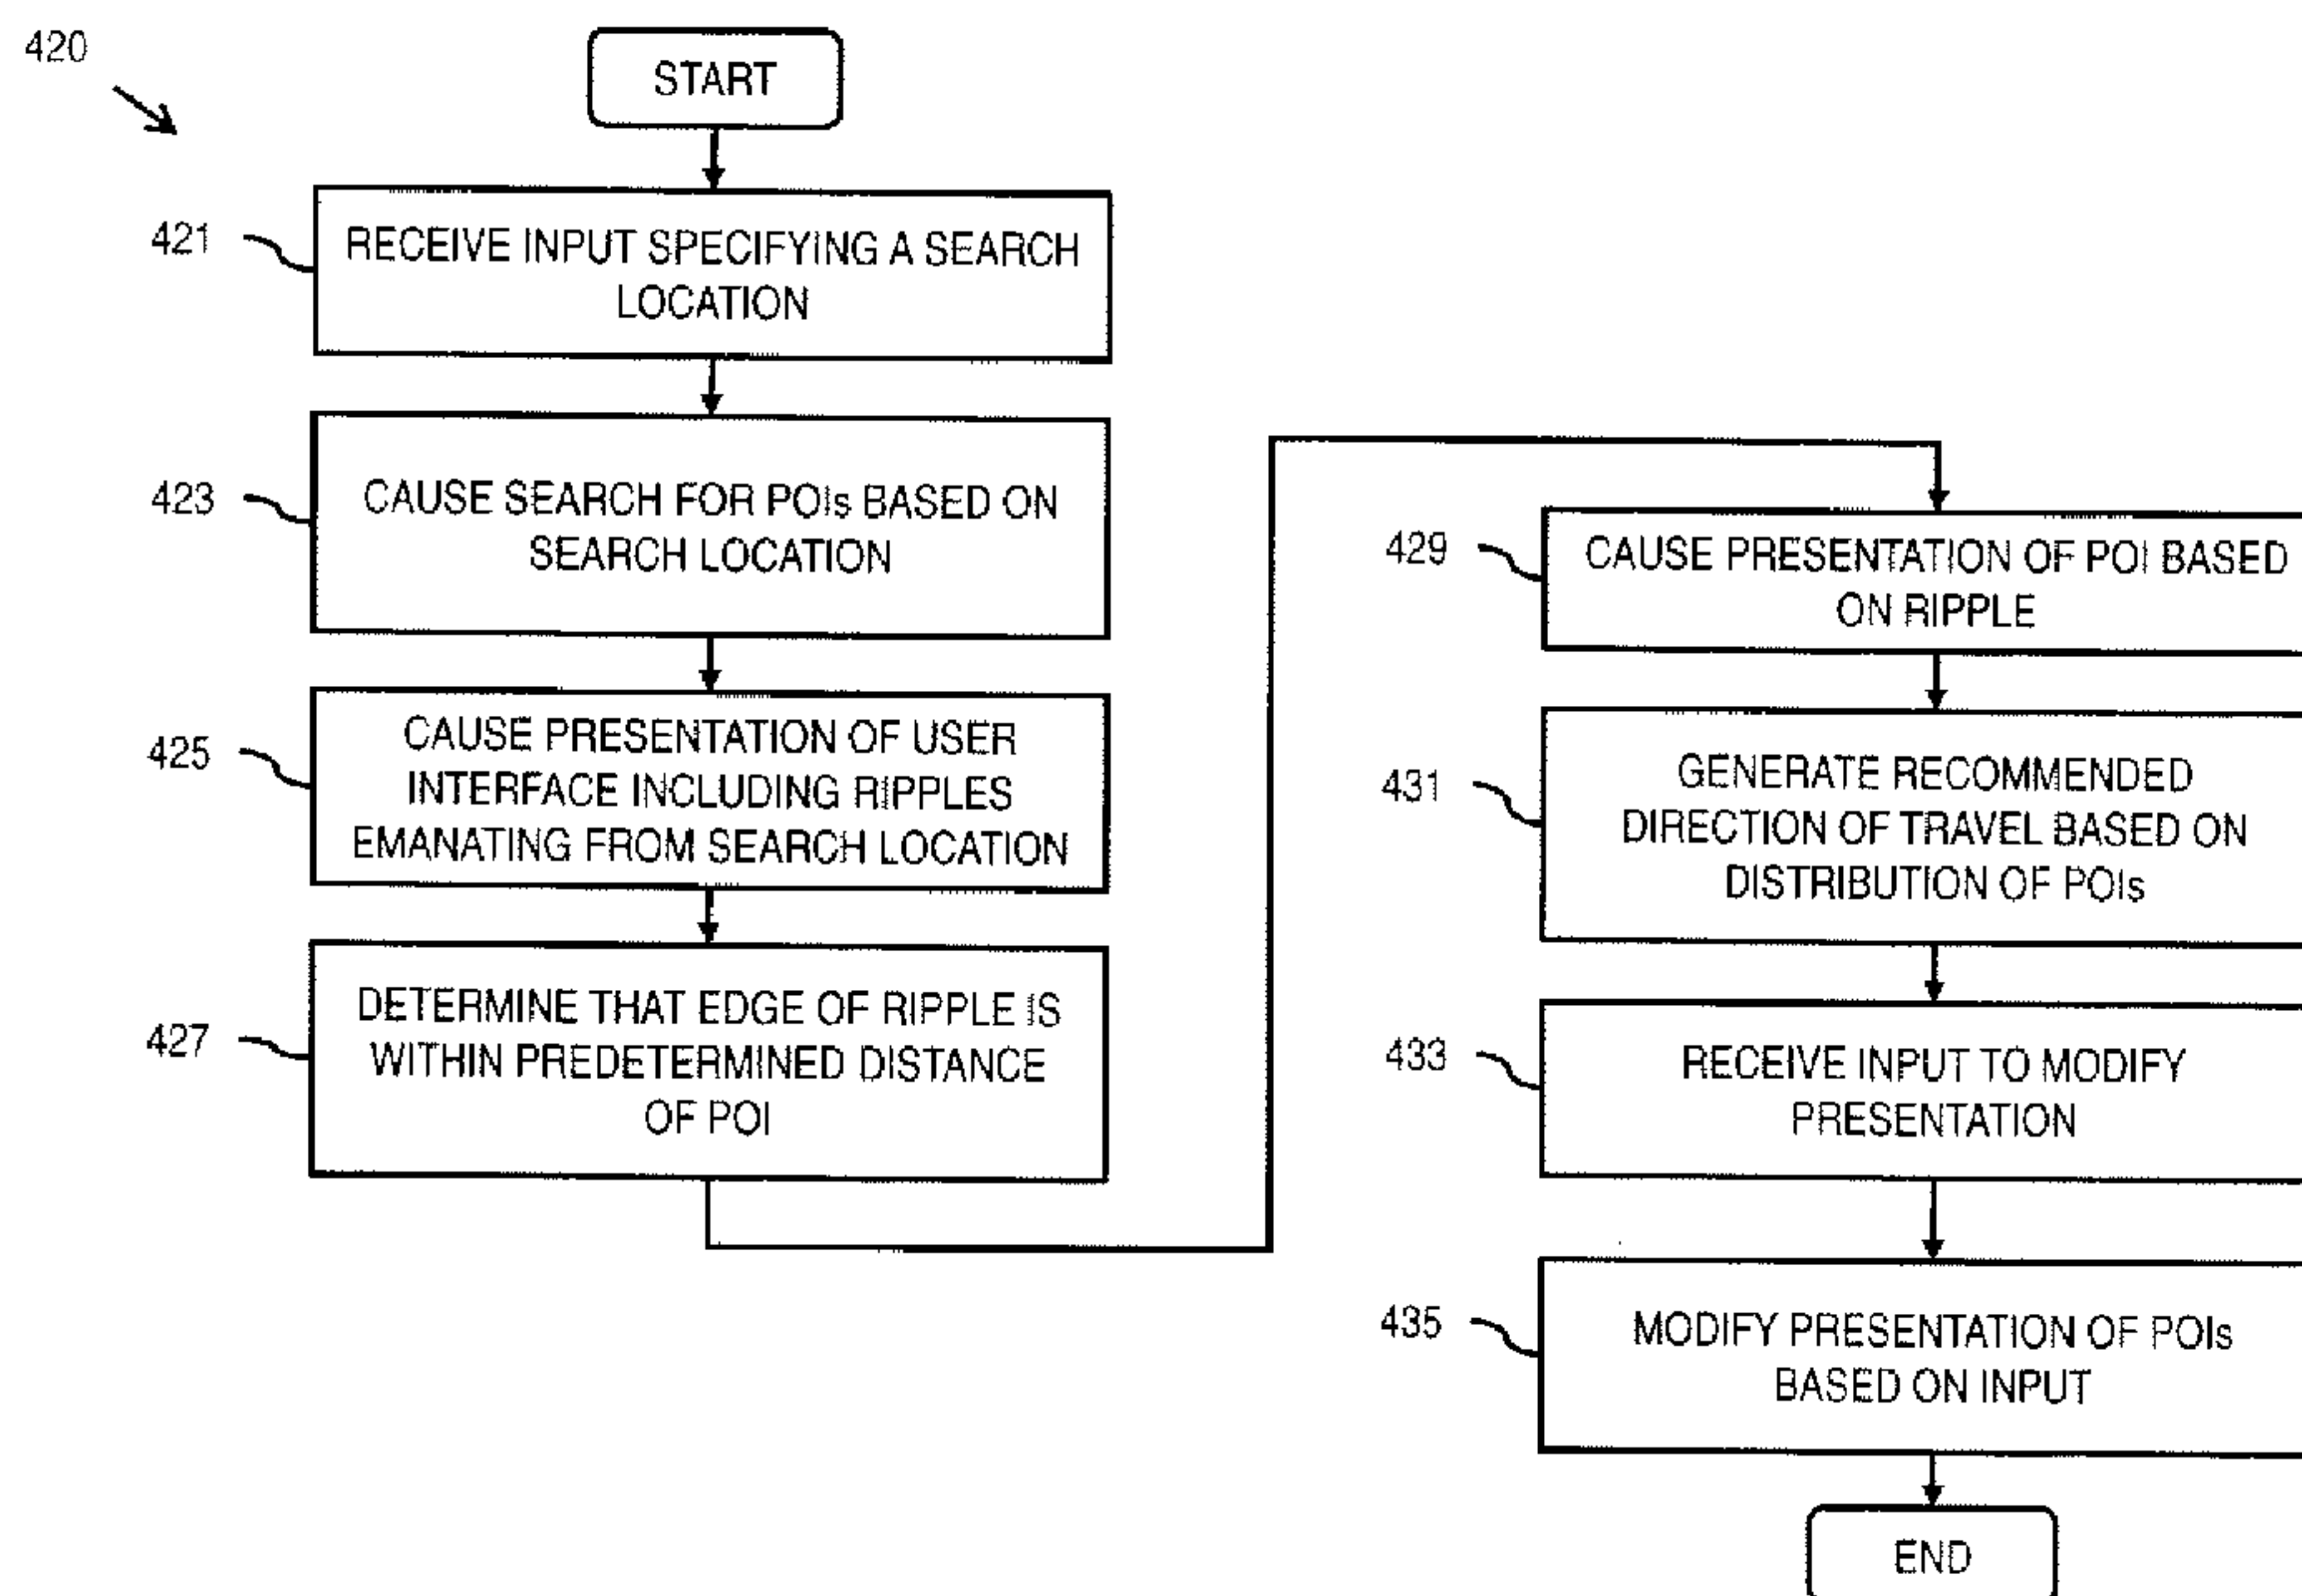 420
START
421
RECEIVE INPUT SPECIFYING A SEARCH
LOCATION
423
CAUSE SEARCH FOR POIs BASED ON
SEARCH LOCATION
425
CAUSE PRESENTATION OF USER
INTERFACE INCLUDING RIPPLES
EMANATING FROM SEARCH LOCATION
427
DETERMINE THAT EDGE OF RIPPLE IS
WITHIN PREDETERMINED DISTANCE
OF POI
429
CAUSE PRESENTATION OF POI BASED
ON RIPPLE
431
GENERATE RECOMMENDED
DIRECTION OF TRAVEL BASED ON
DISTRIBUTION OF POIs
433
RECEIVE INPUT TO MODIFY
PRESENTATION
435
MODIFY PRESENTATION OF POIs
BASED ON INPUT
END